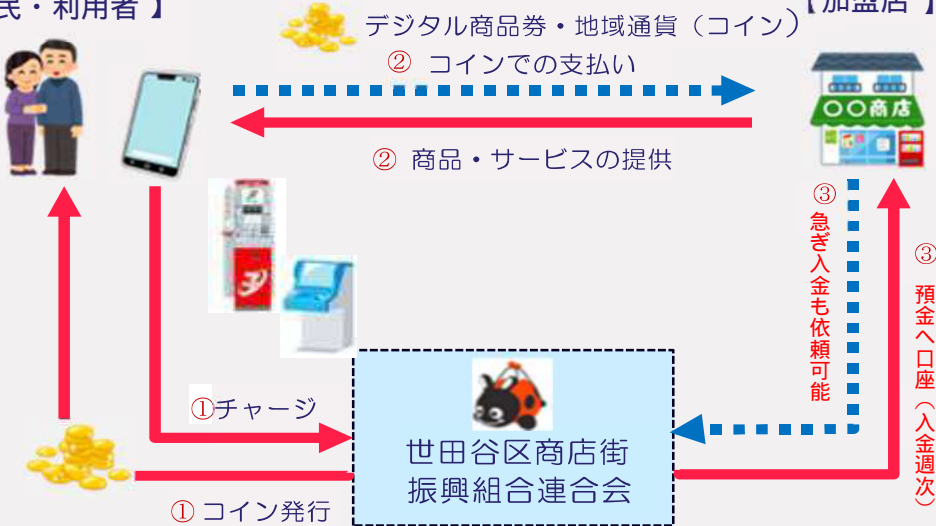 民・利用者 】
【 加盟店 】
デジタル商品券・地域通貨（コイン）
② コインでの支払い
② 商品・サービスの提供
〇〇商店
③ 急ぎ入金も依頼可能
③ 預金へ口座（入金週次）
①チャージ
世田谷区商店街
振興組合連合会
① コイン発行